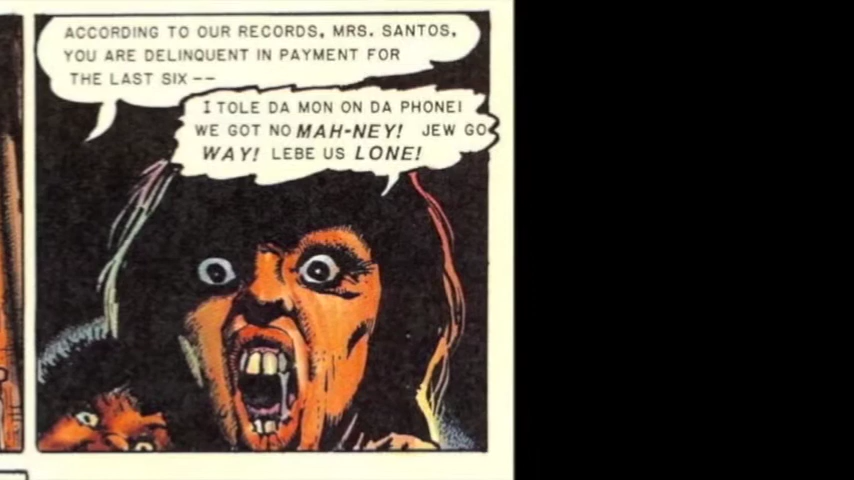 ACCORDING TO OUR RECORDS, MRS. SANTOS,
YOU ARE DELINQUENT IN PAYMENT FOR
THE LAST SIX --
I TOLE DA MON ON DA PHONE!
WE GOT NO MAH-NEY! JEW GO
WAY! LEBE US LONE!